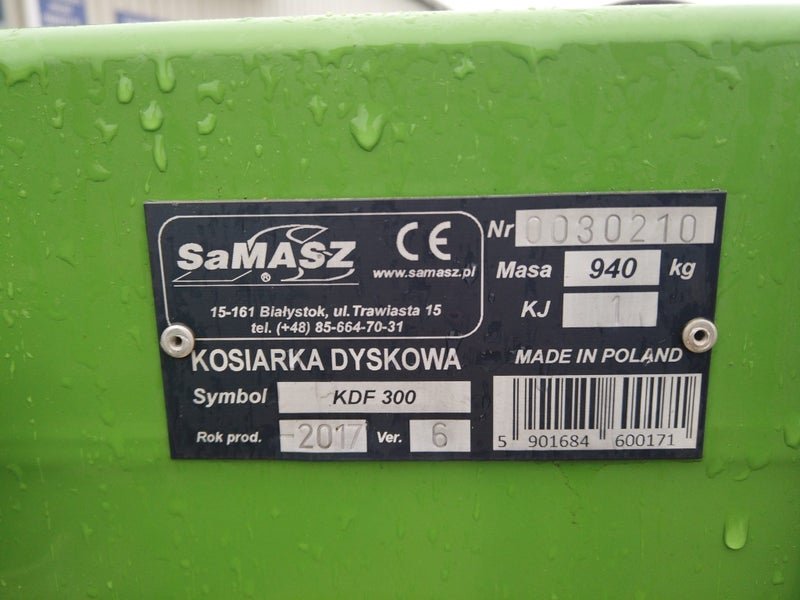 SaMASZ
®
CE
www.samasz.pl
15-161 Białystok, ul. Trawiasta 15
tel. (+48) 85-664-70-31
Nr 0030210
Masa 940 kg
KJ 1
KOSIARKA DYSKOWA
MADE IN POLAND
Symbol KDF 300
Rok prod. -2017 Ver. 6
5 901684 600171